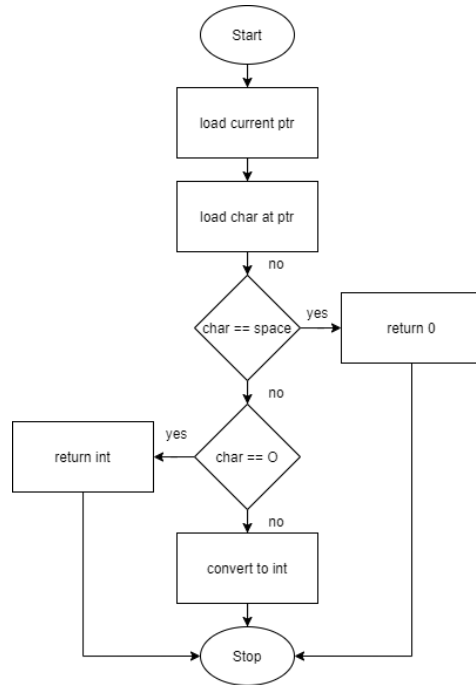 Start
load current ptr
load char at ptr
no
char == space
yes
return 0
no
char == O
yes
return int
no
convert to int
Stop